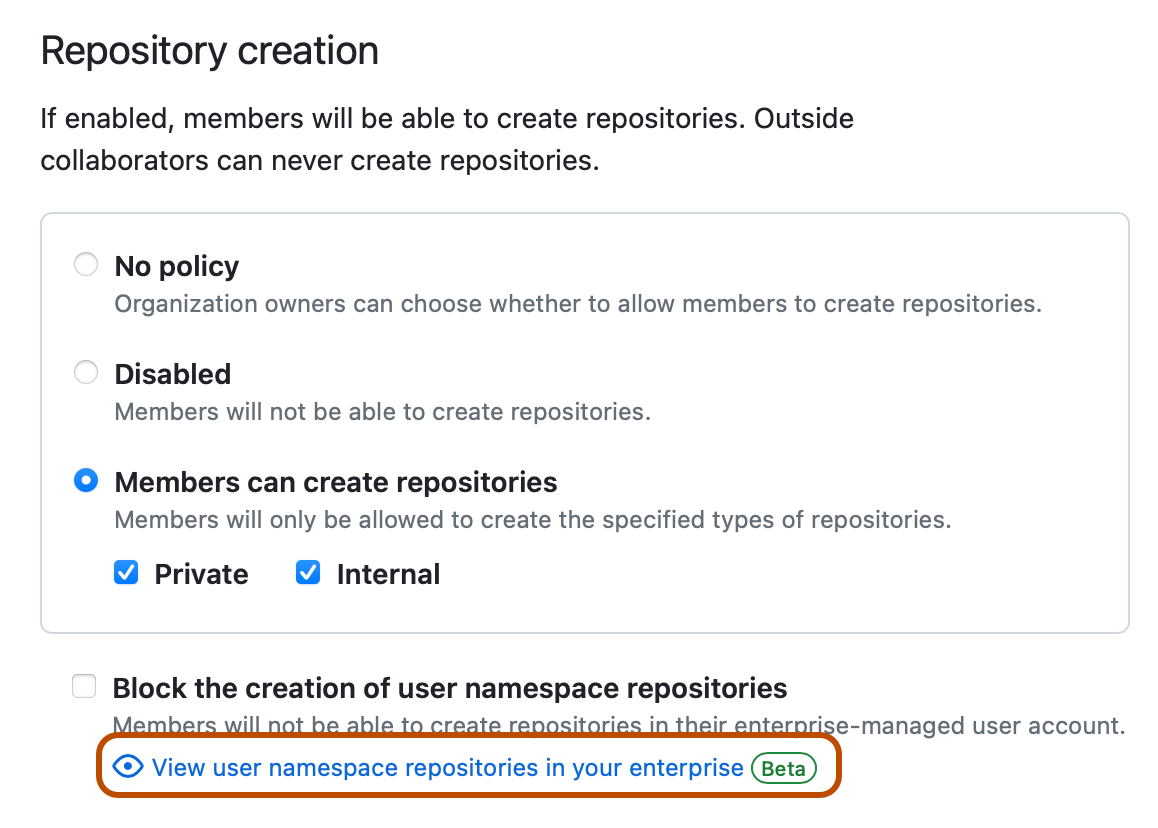 Repository creation
If enabled, members will be able to create repositories. Outside
collaborators can never create repositories.
No policy
Organization owners can choose whether to allow members to create repositories.
Disabled
Members will not be able to create repositories.
Members can create repositories
Members will only be allowed to create the specified types of repositories.
Private Internal
Block the creation of user namespace repositories
Members will not be able to create repositories in their enterprise-managed user account.
View user namespace repositories in your enterprise Beta